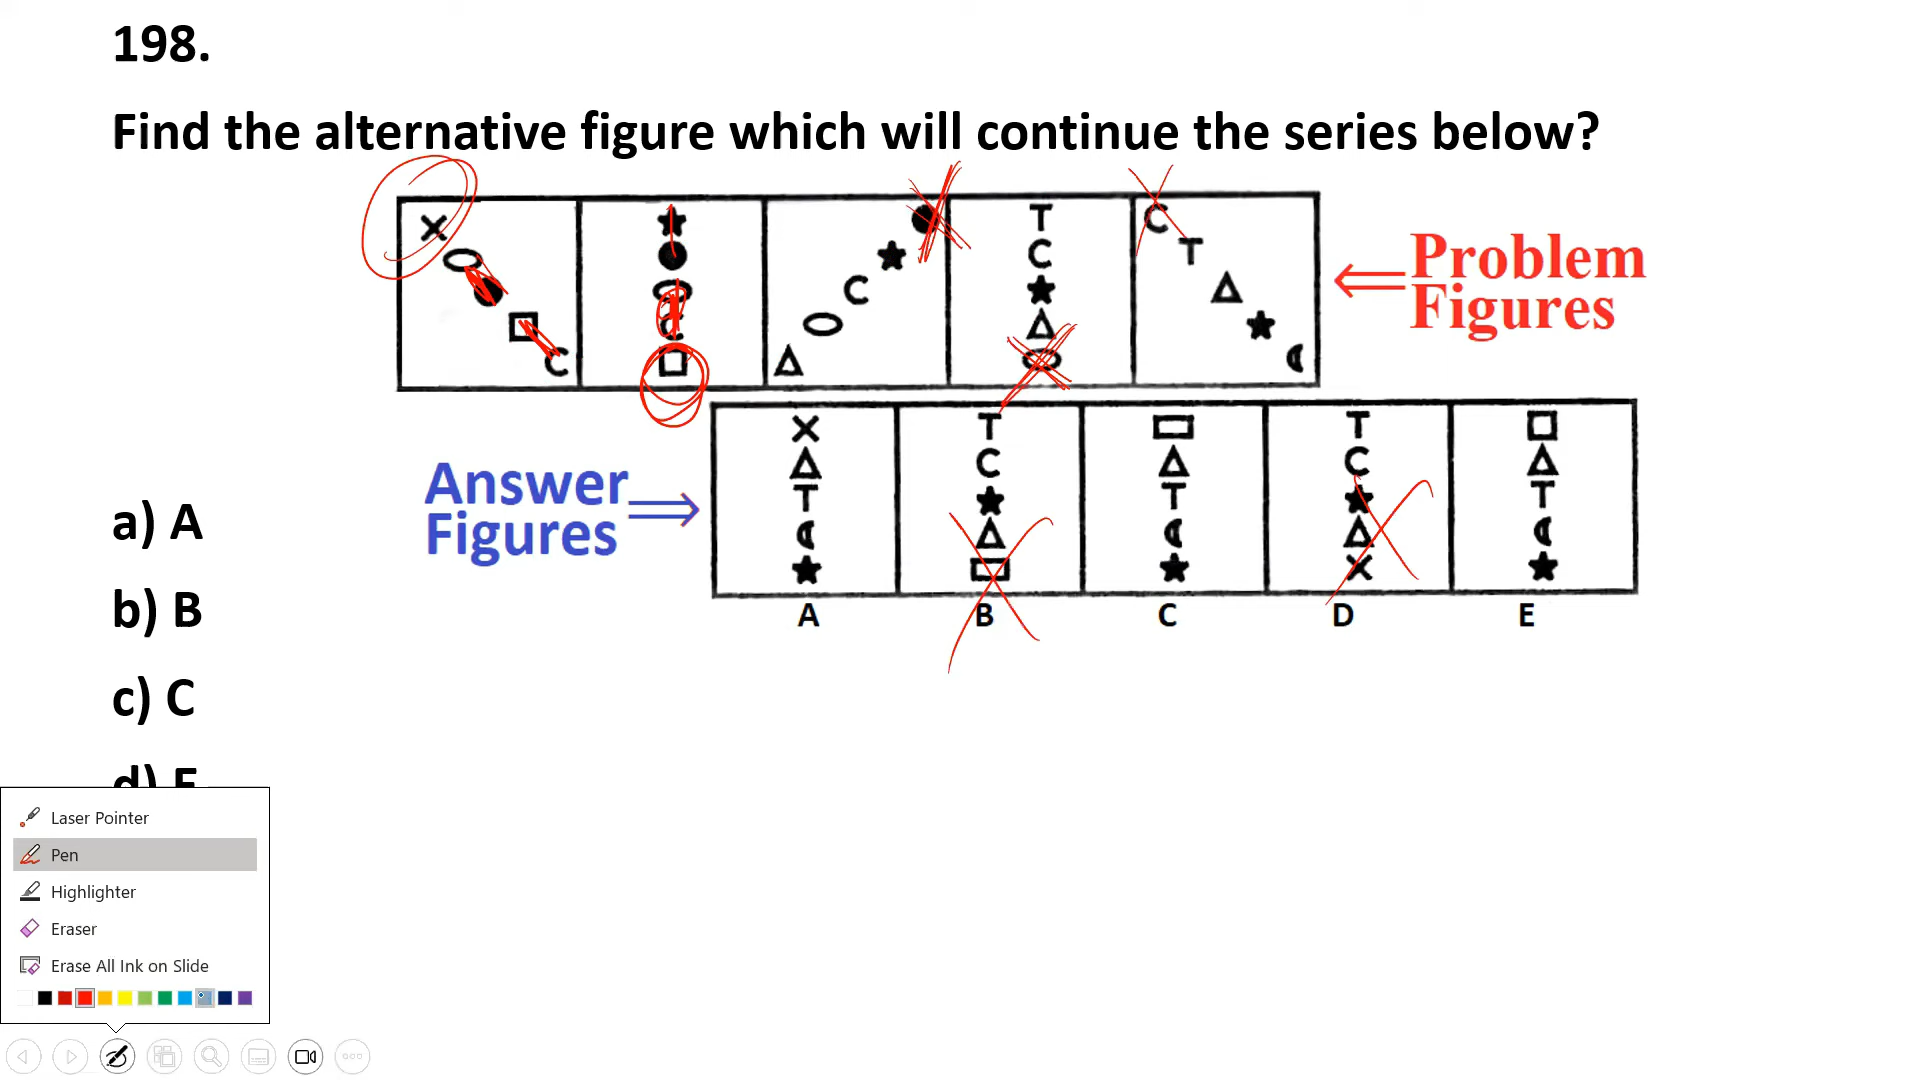 198.
Find the alternative figure which will continue the series below?
X
C
C
C
T
C
C
T
Problem
Figures
Answer
Figures
X
T
T
C
T
T
C
X
T
A
B
C
D
E
a) A
b) B
c) C
Laser Pointer
Pen
Highlighter
Eraser
Erase All Ink on Slide